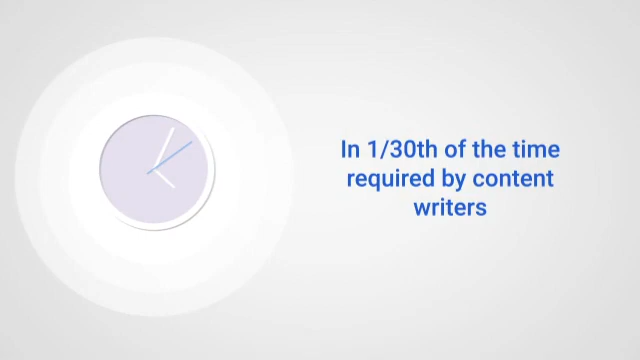 In 1/30th of the time
required by content
writers